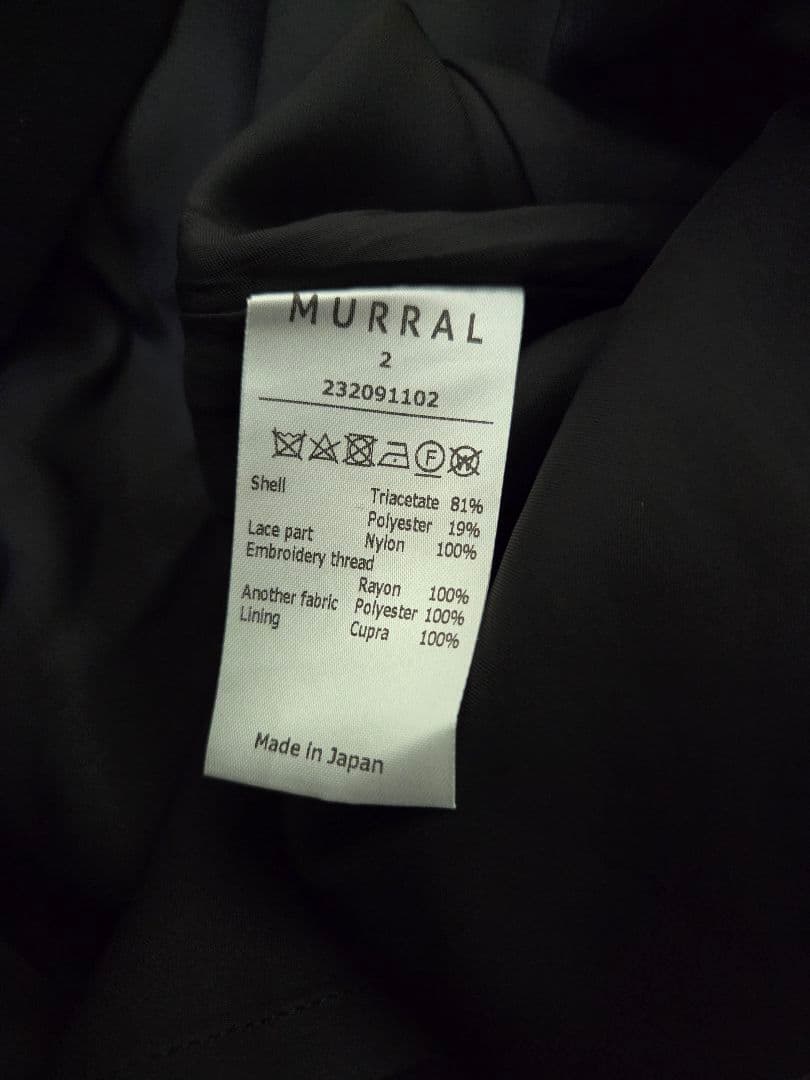 MURRAL
2
232091102
F W
Shell Triacetate 81%
Polyester 19%
Lace part Nylon 100%
Embroidery thread
Rayon 100%
Another fabric Polyester 100%
Lining Cupra 100%
Made in Japan